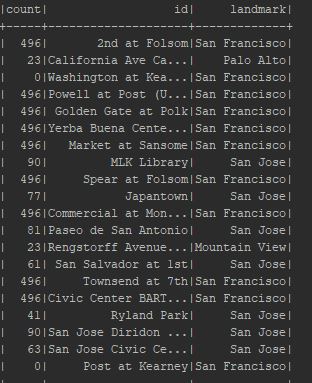 |count|                  id|     landmark|
+-----+--------------------+-------------+
|  496|       2nd at Folsom|San Francisco|
|   23|California Ave Ca...|    Palo Alto|
|    0|Washington at Kea...|San Francisco|
|  496|Powell at Post (U...|San Francisco|
|  496| Golden Gate at Polk|San Francisco|
|  496|Yerba Buena Cente...|San Francisco|
|  496|   Market at Sansome|San Francisco|
|   90|         MLK Library|     San Jose|
|  496|     Spear at Folsom|San Francisco|
|   77|           Japantown|     San Jose|
|  496|Commercial at Mon...|San Francisco|
|   81|Paseo de San Antonio|     San Jose|
|   23|Rengstorff Avenue...|Mountain View|
|   61| San Salvador at 1st|     San Jose|
|  496|     Townsend at 7th|San Francisco|
|  496|Civic Center BART...|San Francisco|
|   41|        Ryland Park|     San Jose|
|   90|San Jose Diridon ...|     San Jose|
|   63|San Jose Civic Ce...|     San Jose|
|    0|     Post at Kearney|San Francisco|